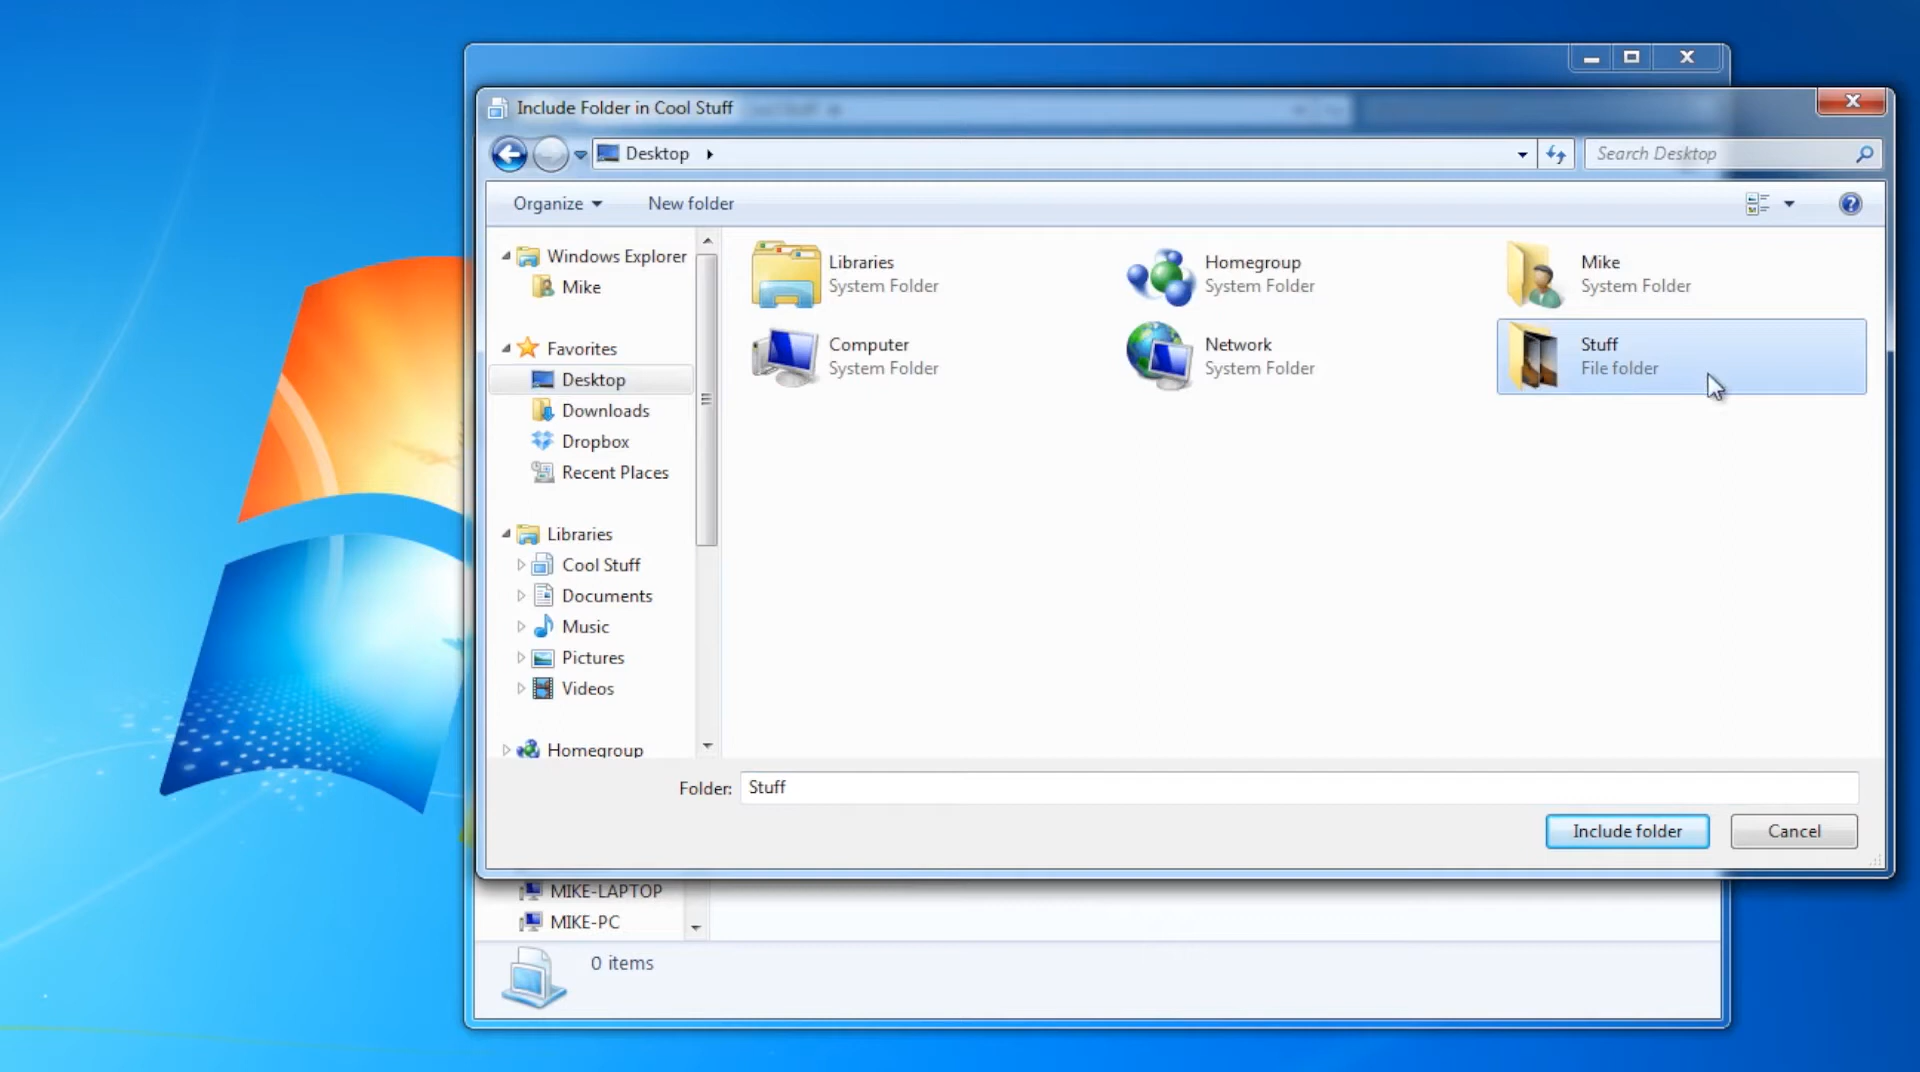 Include Folder in Cool Stuff
Desktop
Search Desktop
Organize
New folder
Windows Explorer
Mike
Favorites
Desktop
Downloads
Dropbox
Recent Places
Libraries
Cool Stuff
Documents
Music
Pictures
Videos
Homegroup
Libraries
System Folder
Homegroup
System Folder
Mike
System Folder
Computer
System Folder
Network
System Folder
Stuff
File folder
Folder: Stuff
Include folder
Cancel
MIKE-LAPTOP
MIKE-PC
0 items